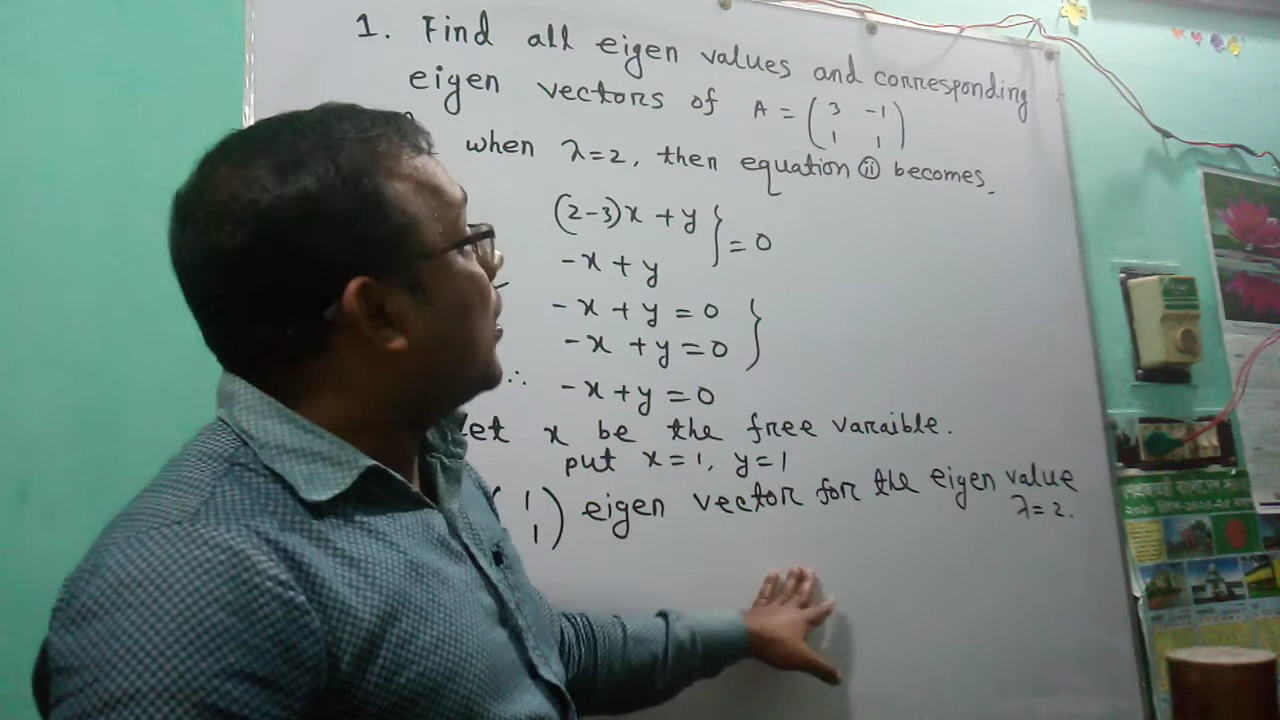 1. Find all eigen values and corresponding
eigen vectors of A = (3 -1
1 1)
when λ=2, then equation ⅱ becomes.
(2-3)x + y
-x + y } = 0
-x + y = 0
-x + y = 0 }
∴ -x + y = 0
Let x be the free varaible.
put x = 1, y = 1
(1
1) eigen vector for the eigen value
λ = 2.